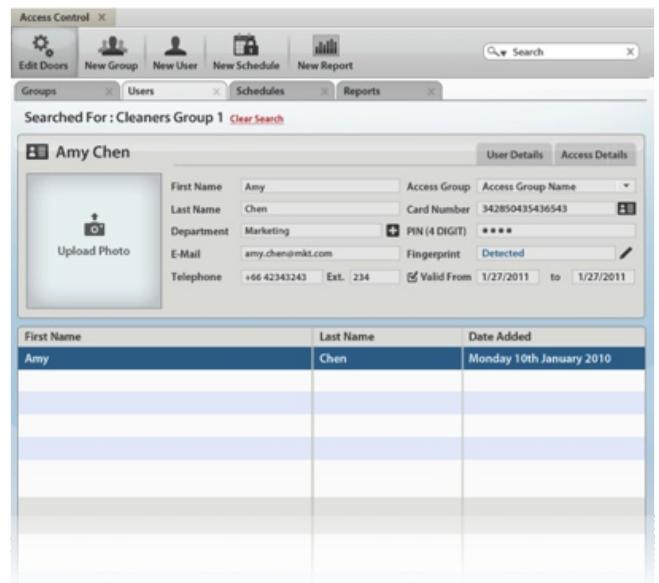 Access Control X
Edit Doors New Group New User New Schedule New Report Search X
Groups X Users X Schedules X Reports X
Searched For : Cleaners Group 1 Clear Search
Amy Chen User Details Access Details
First Name Amy Access Group Access Group Name
Last Name Chen Card Number 342850435436543
Department Marketing PIN (4 DIGIT) ••••
Upload Photo E-Mail amy.chen@mkt.com Fingerprint Detected
Telephone +66 42343243 Ext. 234 Valid From 1/27/2011 to 1/27/2011
First Name Last Name Date Added
Amy Chen Monday 10th January 2010